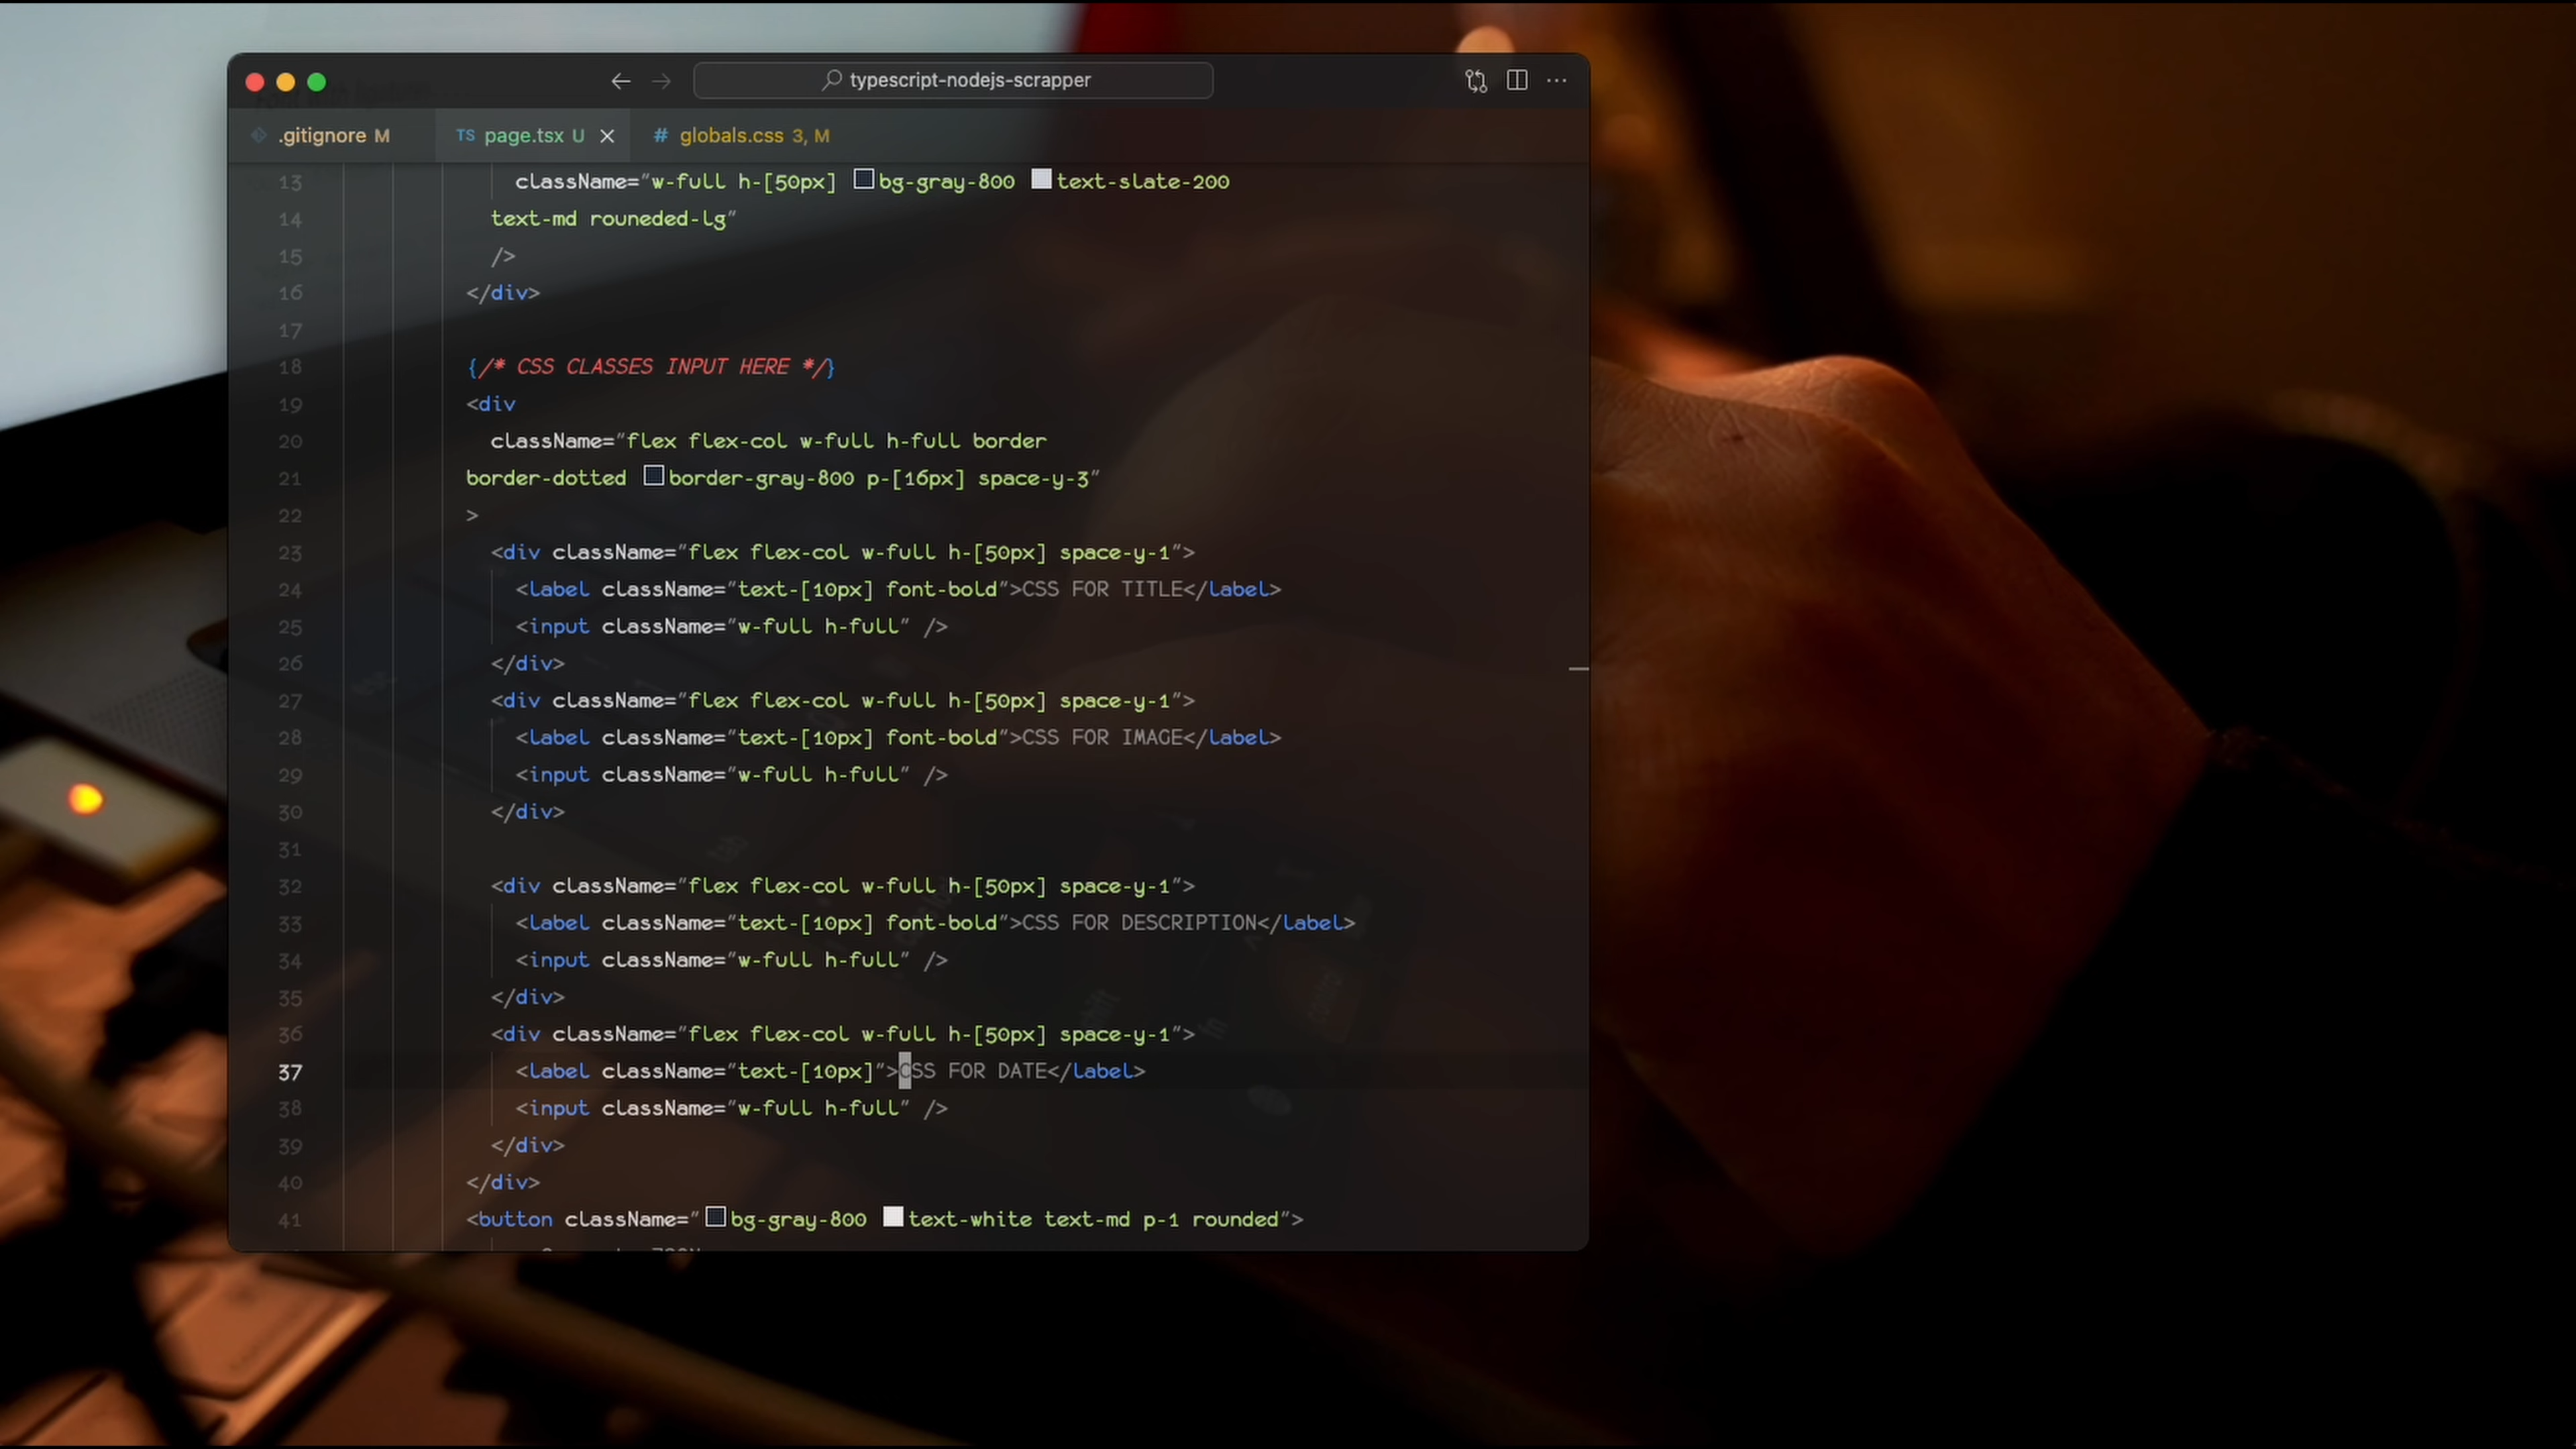 typescript-nodejs-scrapper
.gitignore M
TS page.tsx U
# globals.css 3, M
13 className="w-full h-[50px] bg-gray-800 text-slate-200
14 text-md rouneded-lg"
15 />
16 </div>
17
18 {/* CSS CLASSES INPUT HERE */}
19 <div
20 className="flex flex-col w-full h-full border
21 border-dotted border-gray-800 p-[16px] space-y-3"
22 >
23 <div className="flex flex-col w-full h-[50px] space-y-1">
24 <label className="text-[10px] font-bold">CSS FOR TITLE</label>
25 <input className="w-full h-full" />
26 </div>
27 <div className="flex flex-col w-full h-[50px] space-y-1">
28 <label className="text-[10px] font-bold">CSS FOR IMAGE</label>
29 <input className="w-full h-full" />
30 </div>
31
32 <div className="flex flex-col w-full h-[50px] space-y-1">
33 <label className="text-[10px] font-bold">CSS FOR DESCRIPTION</label>
34 <input className="w-full h-full" />
35 </div>
36 <div className="flex flex-col w-full h-[50px] space-y-1">
37 <label className="text-[10px]">CSS FOR DATE</label>
38 <input className="w-full h-full" />
39 </div>
40 </div>
41 <button className="bg-gray-800 text-white text-md p-1 rounded">
esc
tab
shift
fn
control